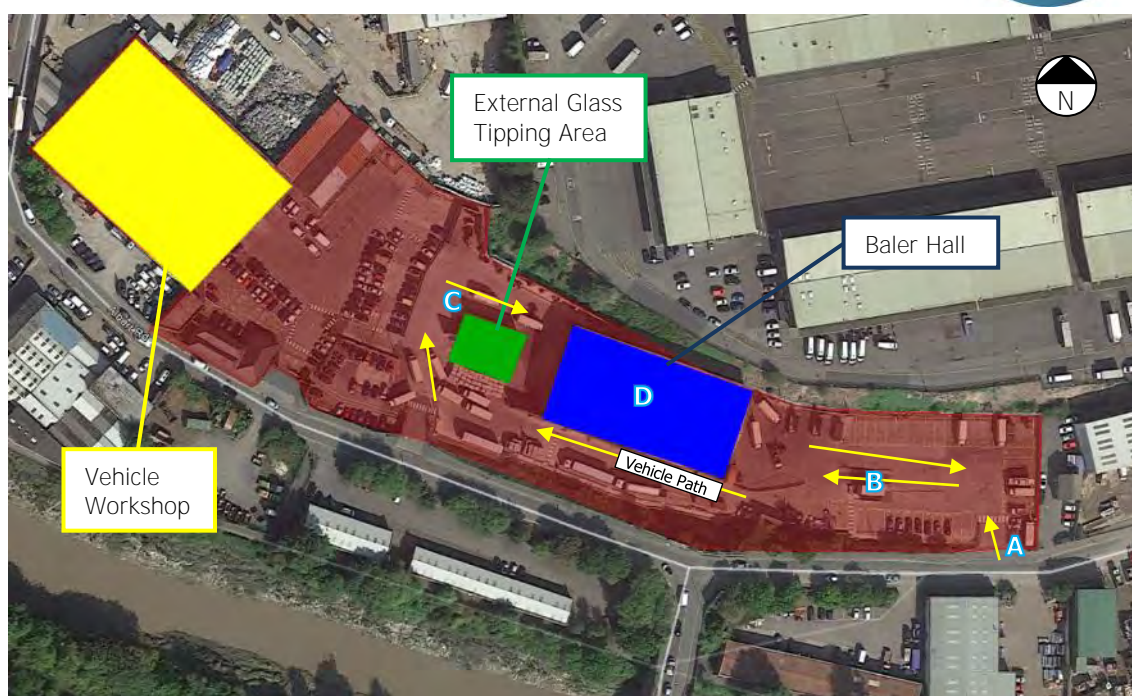 External Glass
Tipping Area
N
Baler Hall
C
D
Vehicle Path
B
A
Vehicle
Workshop